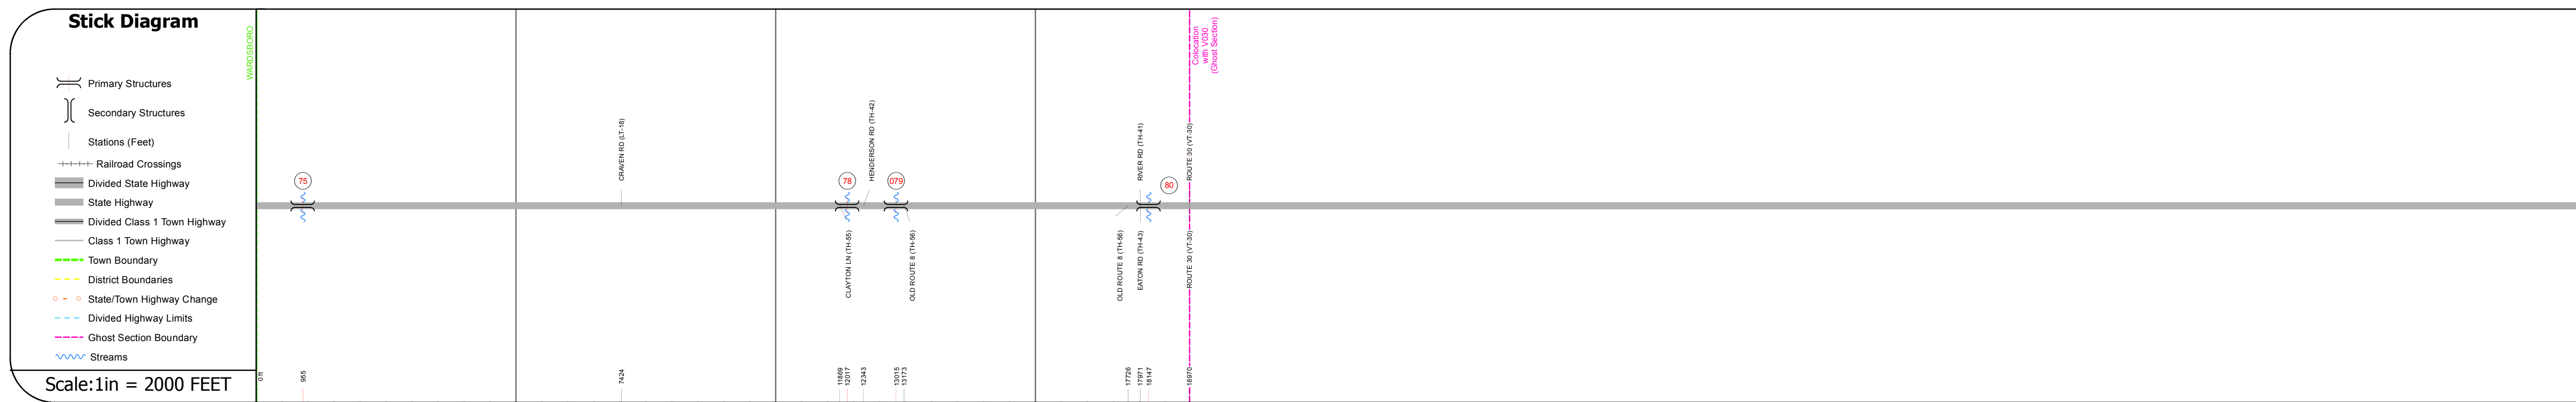 Stick Diagram
Primary Structures
Secondary Structures
Stations (Feet)
Railroad Crossings
Divided State Highway
State Highway
Divided Class 1 Town Highway
Class 1 Town Highway
Town Boundary
District Boundaries
State/Town Highway Change
Divided Highway Limits
Ghost Section Boundary
Streams
Scale:1in = 2000 FEET
WARDSBORO
0 ft
75
955
CRAVEN RD (LT-18)
7424
78
CLAYTON LN (TH-55)
11869
12017
HENDERSON RD (TH-42)
12343
079
13015
OLD ROUTE 8 (TH-56)
13173
OLD ROUTE 8 (TH-56)
17726
RIVER RD (TH-41)
EATON RD (TH-43)
17971
80
18147
Colocation
with V030
(Ghost Section)
ROUTE 30 (VT-30)
ROUTE 30 (VT-30)
18970